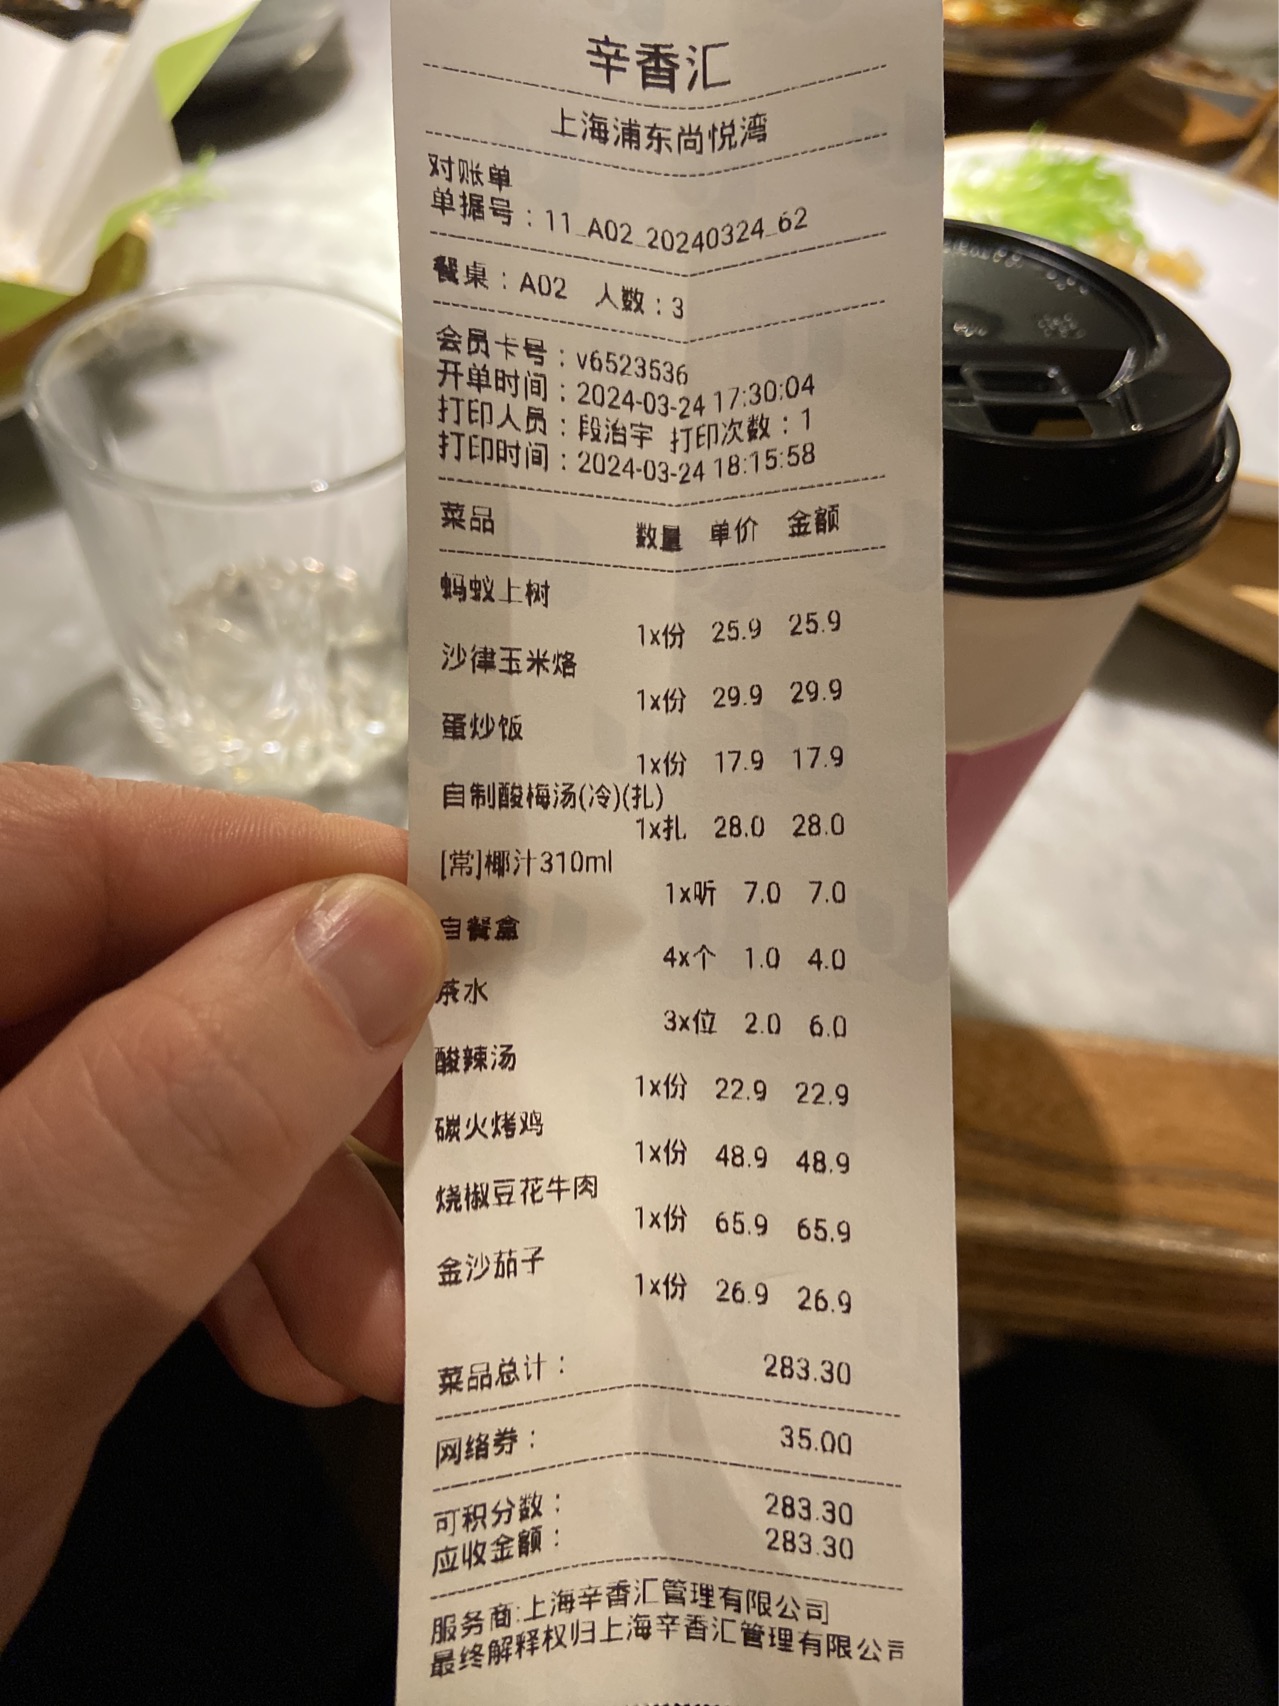 辛香汇
上海浦东尚悦湾
对账单
单据号：11_A02_20240324_62
餐桌：A02 人数：3
会员卡号：v6523536
开单时间：2024-03-24 17:30:04
打印人员：段治宇 打印次数：1
打印时间：2024-03-24 18:15:58
菜品 数量 单价 金额
蚂蚁上树
1x份 25.9 25.9
沙律玉米烙
1x份 29.9 29.9
蛋炒饭
1x份 17.9 17.9
自制酸梅汤(冷)(扎)
1x扎 28.0 28.0
[常]椰汁310ml
1x听 7.0 7.0
自餐盒
4x个 1.0 4.0
茶水
3x位 2.0 6.0
酸辣汤
1x份 22.9 22.9
碳火烤鸡
1x份 48.9 48.9
烧椒豆花牛肉
1x份 65.9 65.9
金沙茄子
1x份 26.9 26.9
菜品总计： 283.30
网络券： 35.00
可积分数： 283.30
应收金额： 283.30
服务商:上海辛香汇管理有限公司
最终解释权归上海辛香汇管理有限公司